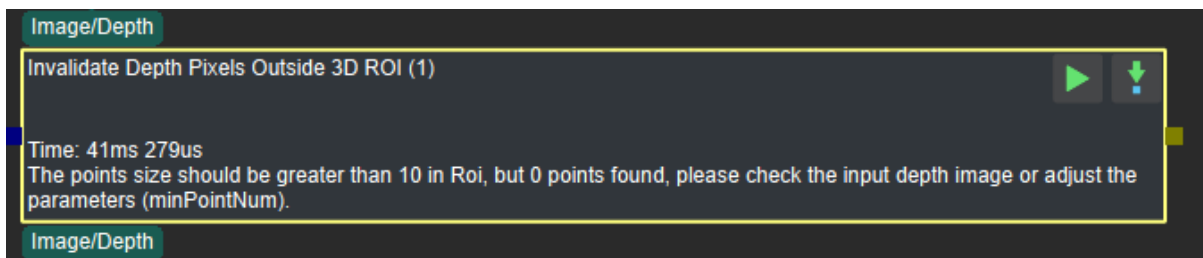 Image/Depth
Invalidate Depth Pixels Outside 3D ROI (1)
Time: 41ms 279us
The points size should be greater than 10 in Roi, but 0 points found, please check the input depth image or adjust the
parameters (minPointNum).
Image/Depth